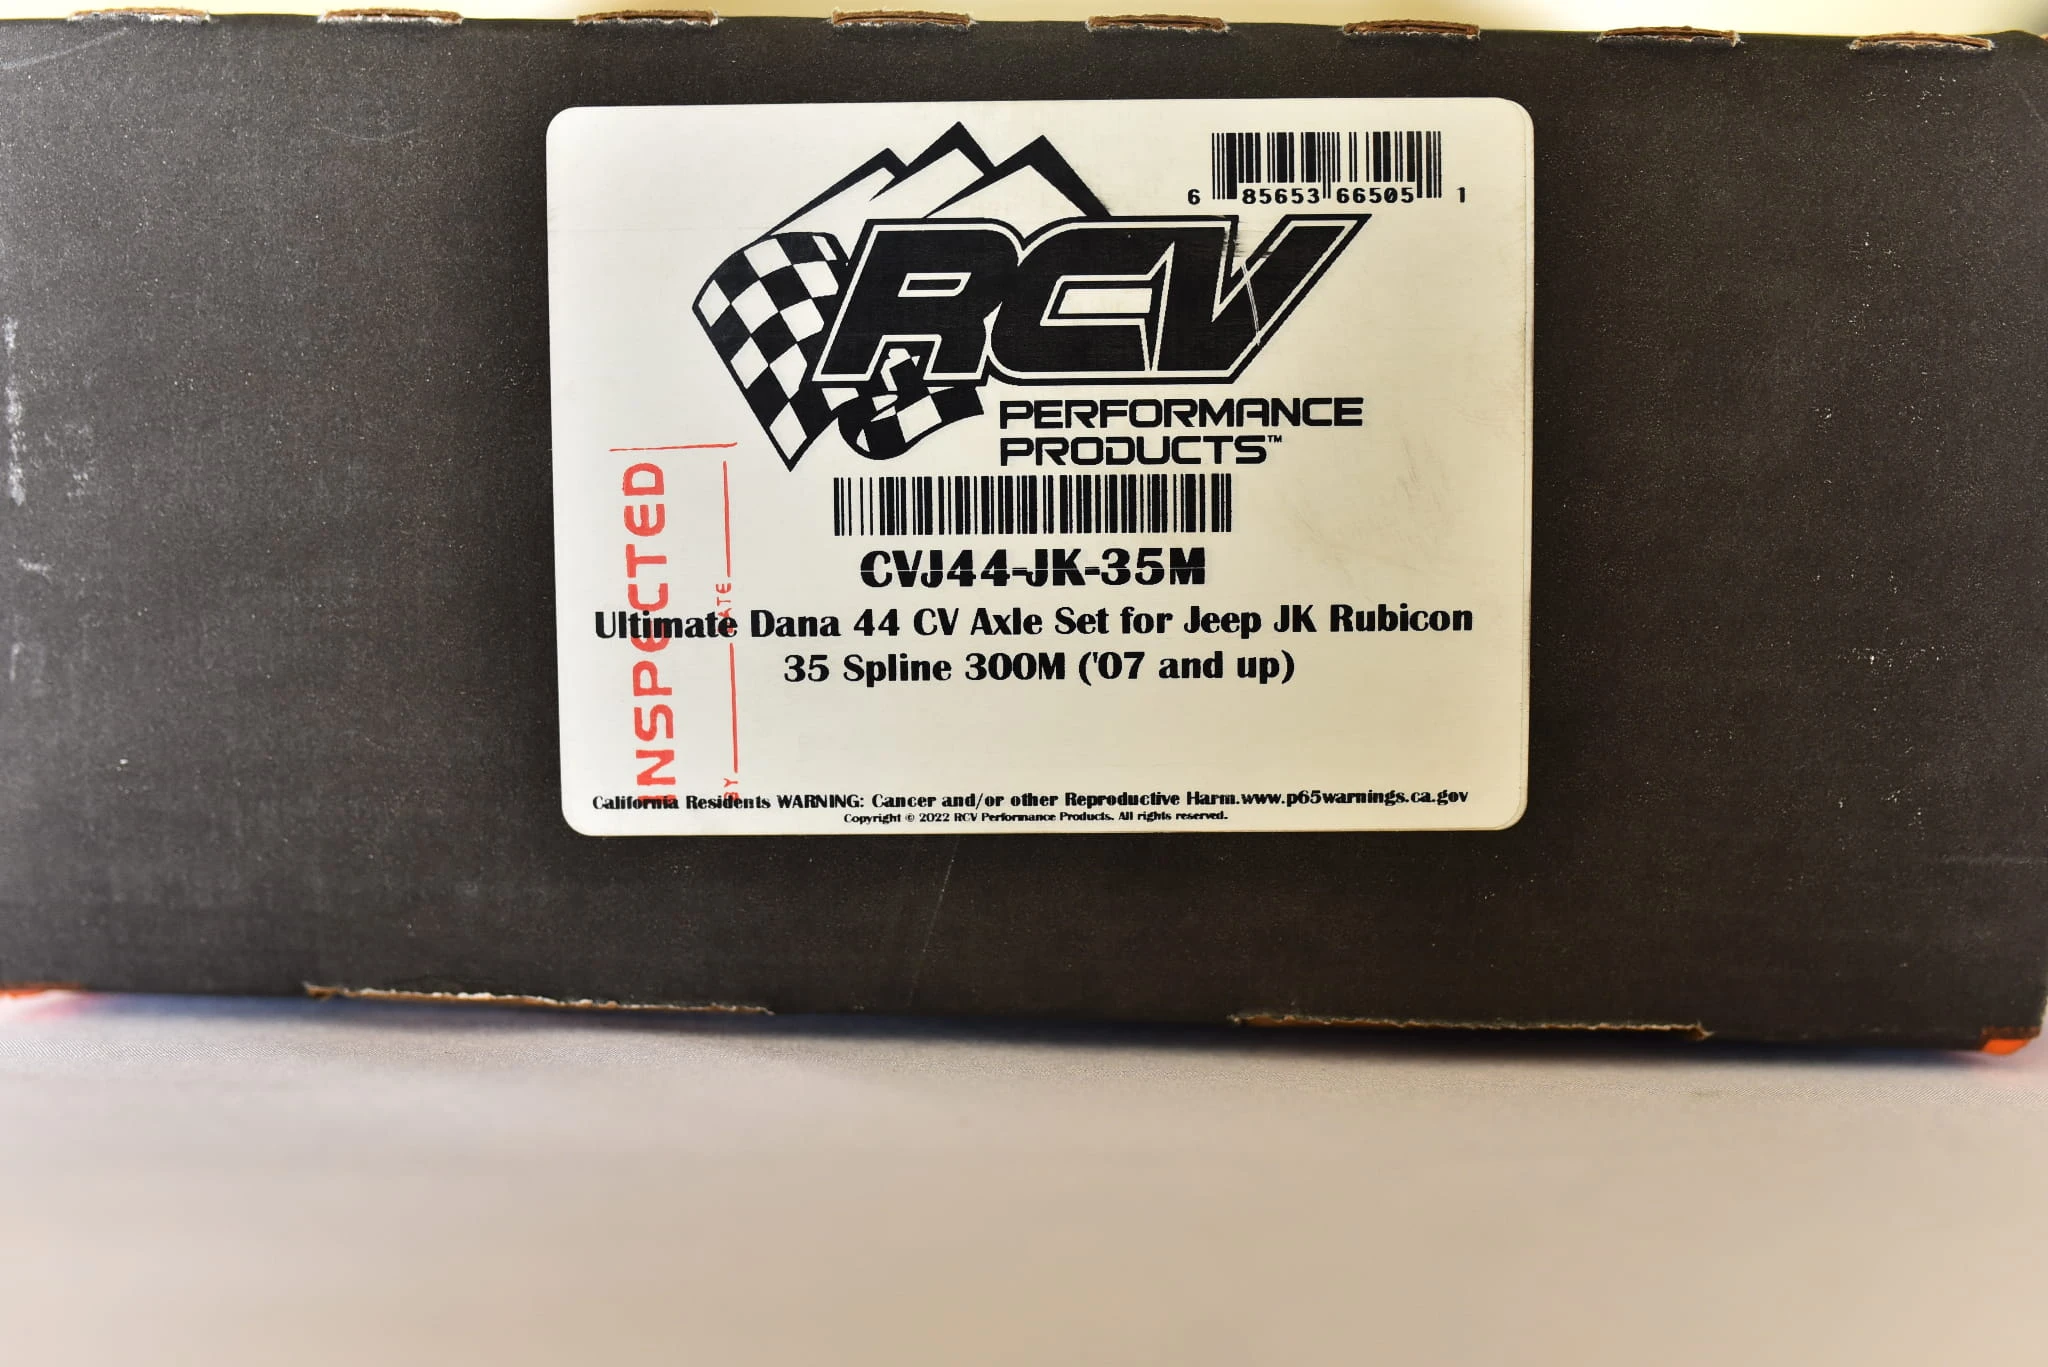 6 85653 66505 1
RCV
PERFORMANCE
PRODUCTS™
CVJ44-JK-35M
Ultimate Dana 44 CV Axle Set for Jeep JK Rubicon
35 Spline 300M ('07 and up)
INSPECTED
BY DATE
California Residents WARNING: Cancer and/or other Reproductive Harm.www.p65warnings.ca.gov
Copyright © 2022 RCV Performance Products. All rights reserved.